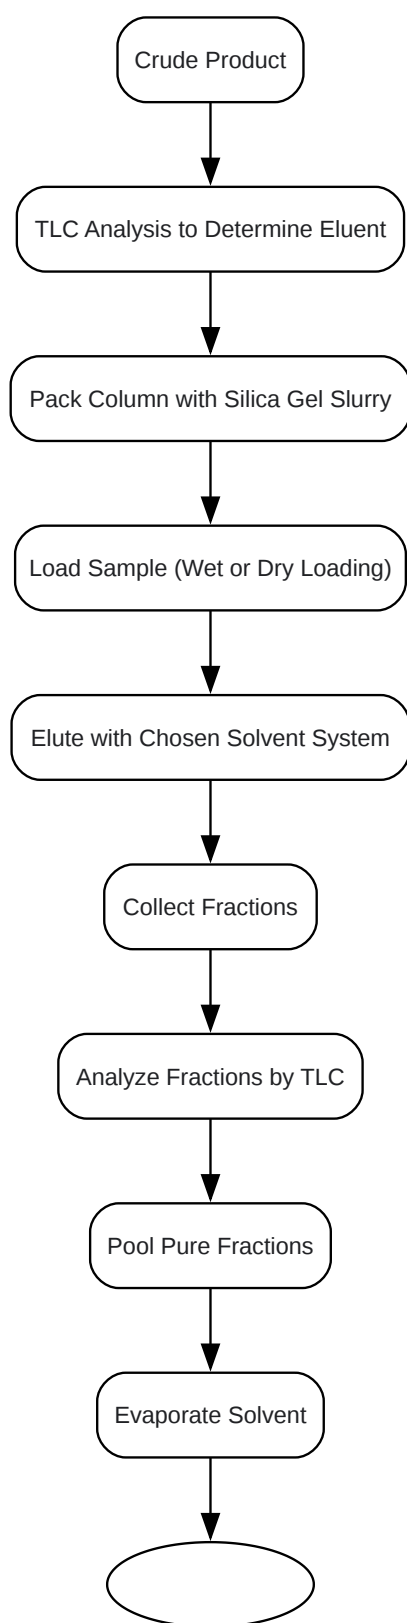 Crude Product
TLC Analysis to Determine Eluent
Pack Column with Silica Gel Slurry
Load Sample (Wet or Dry Loading)
Elute with Chosen Solvent System
Collect Fractions
Analyze Fractions by TLC
Pool Pure Fractions
Evaporate Solvent